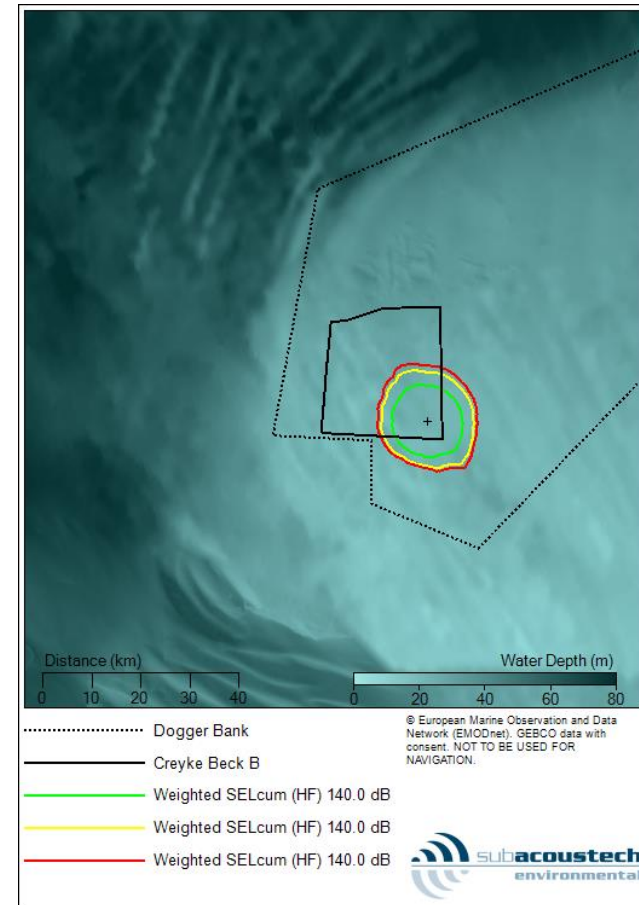 Distance (km)
0 10 20 30 40
Water Depth (m)
0 20 40 60 80
Dogger Bank
Creyke Beck B
Weighted SELcum (HF) 140.0 dB
Weighted SELcum (HF) 140.0 dB
Weighted SELcum (HF) 140.0 dB
© European Marine Observation and Data
Network (EMODnet). GEBCO data with
consent. NOT TO BE USED FOR
NAVIGATION.
subacoustech
environmental